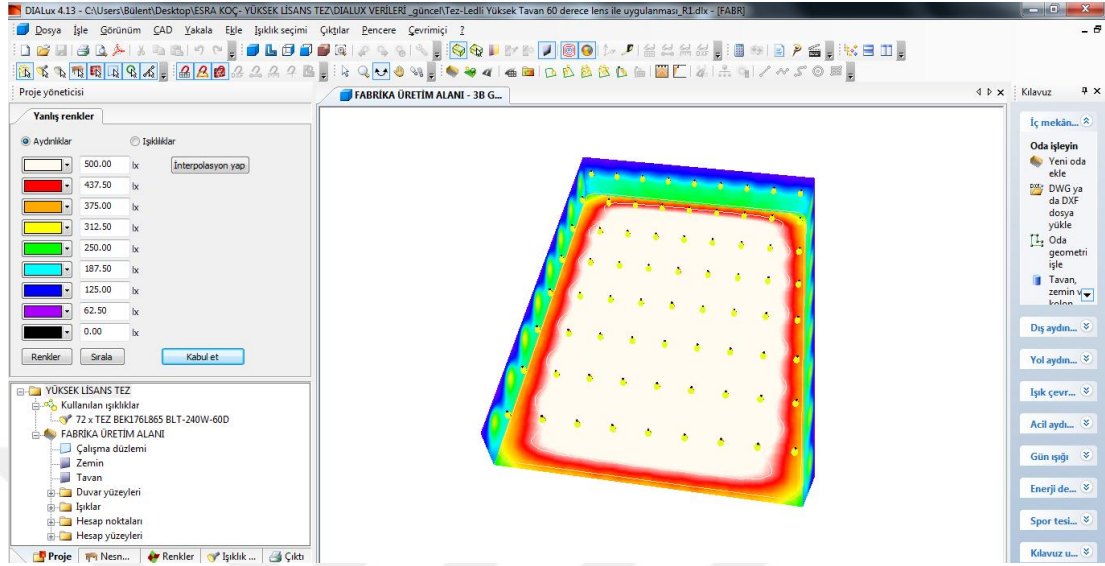 DIALux 4.13 - C:\Users\Bülent\Desktop\ESRA KOÇ- YÜKSEK LİSANS TEZ\DIALUX VERİLERİ _güncel\Tez-Ledli Yüksek Tavan 60 derece lens ile uygulanması_R1.dlx - [FABR]
Dosya İşle Görünüm CAD Yakala Ekle Işıklık seçimi Çıktılar Pencere Çevrimiçi ?
Proje yöneticisi
Yanlış renkler
Aydınlıklar Işıklılıklar
500.00 lx İnterpolasyon yap
437.50 lx
375.00 lx
312.50 lx
250.00 lx
187.50 lx
125.00 lx
62.50 lx
0.00 lx
Renkler Sırala Kabul et
YÜKSEK LİSANS TEZ
Kullanılan ışıklıklar
72 x TEZ BEK176L865 BLT-240W-60D
FABRİKA ÜRETİM ALANI
Çalışma düzlemi
Zemin
Tavan
Duvar yüzeyleri
Işıklar
Hesap noktaları
Hesap yüzeyleri
Proje Nesn... Renkler Işıklık ... Çıktı
FABRİKA ÜRETİM ALANI - 3B G...
Kılavuz
İç mekân...
Oda işleyin
Yeni oda
ekle
DWG ya
da DXF
dosya
yükle
Oda
geometri
işle
Tavan,
zemin v
kolon
Dış aydın...
Yol aydın...
Işık çevr...
Acil aydı...
Gün ışığı
Enerji de...
Spor tesi...
Kılavuz u...